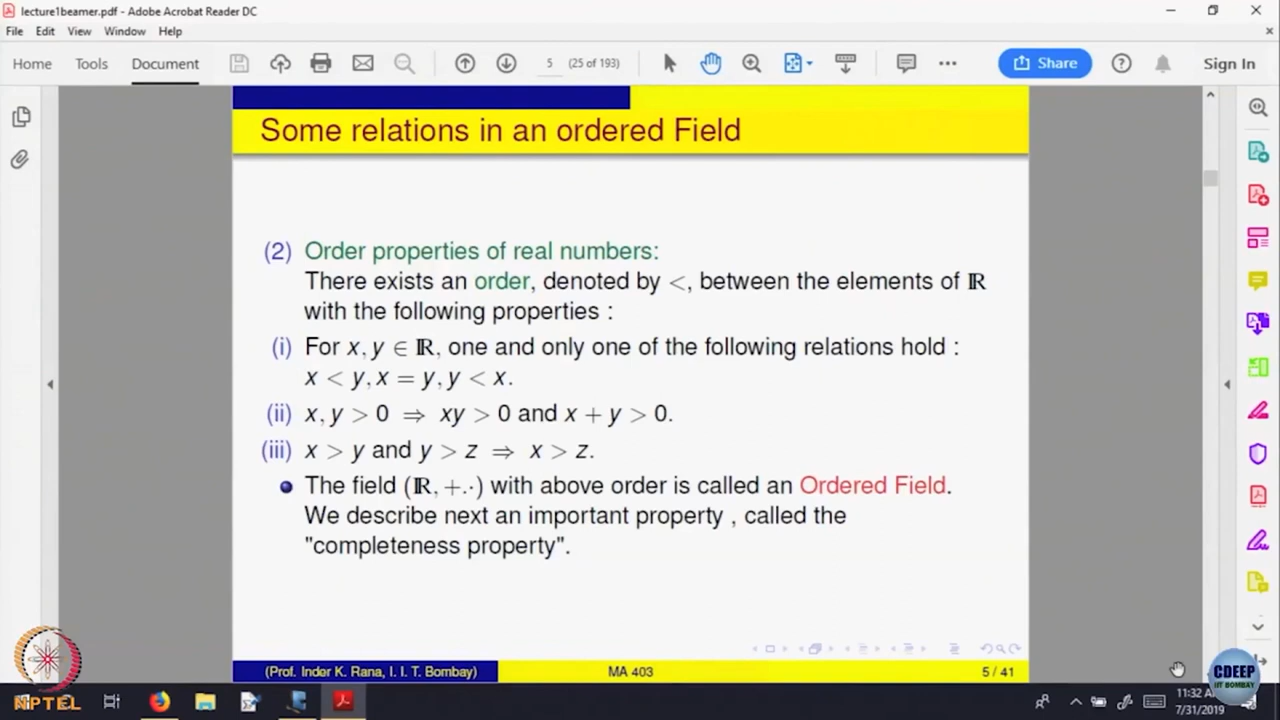 lecture1beamer.pdf - Adobe Acrobat Reader DC
File Edit View Window Help
Home Tools Document 5 (25 of 193) Share Sign In
Some relations in an ordered Field
(2) Order properties of real numbers:
There exists an order, denoted by <, between the elements of ℝ
with the following properties :
(i) For x, y ∈ ℝ, one and only one of the following relations hold :
x < y, x = y, y < x.
(ii) x, y > 0 ⇒ xy > 0 and x + y > 0.
(iii) x > y and y > z ⇒ x > z.
• The field (ℝ, +.·) with above order is called an Ordered Field.
We describe next an important property , called the
"completeness property".
(Prof. Inder K. Rana, I. I. T. Bombay) MA 403 5 / 41
NPTEL
CDEEP
IIT BOMBAY
11:32
7/31/2019